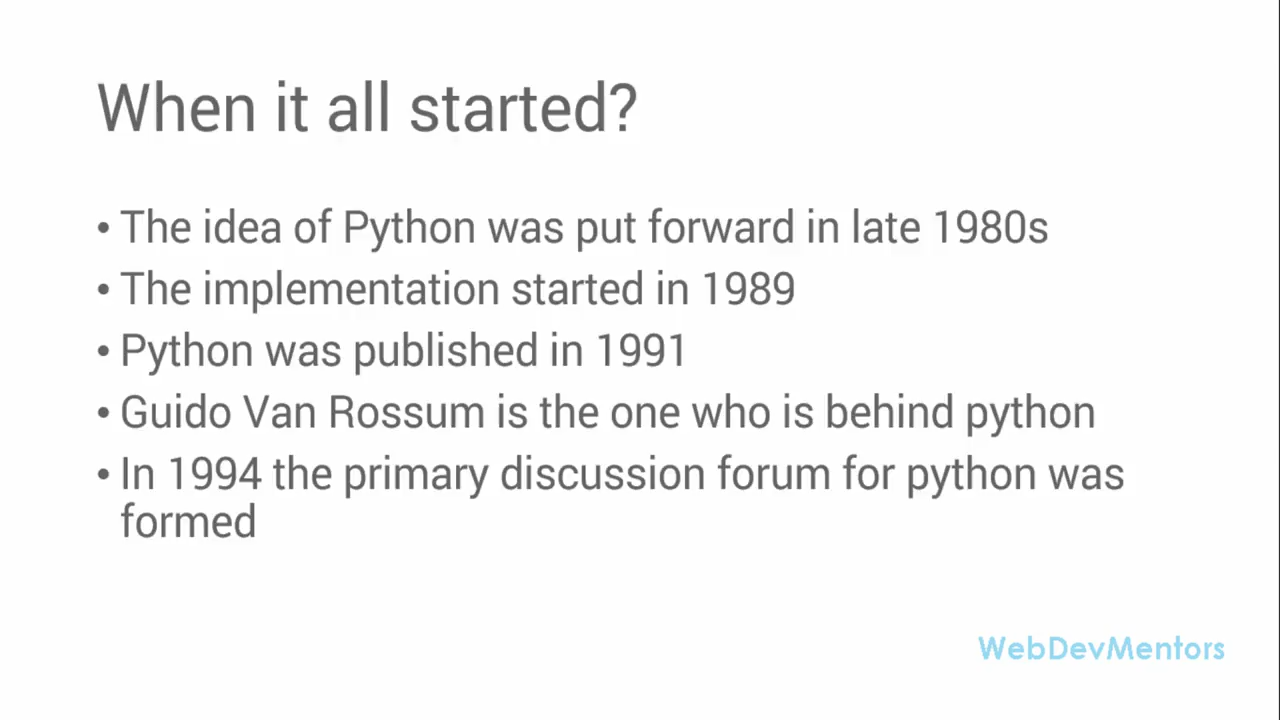 When it all started?
• The idea of Python was put forward in late 1980s
• The implementation started in 1989
• Python was published in 1991
• Guido Van Rossum is the one who is behind python
• In 1994 the primary discussion forum for python was
formed
WebDevMentors